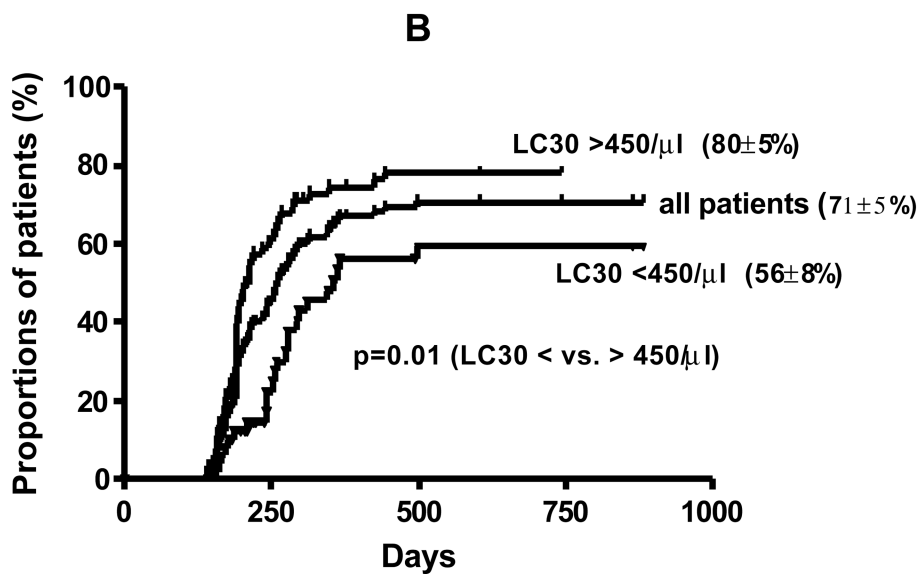 B
Proportions of patients (%)
100
80
60
40
20
0
LC30 >450/μl (80±5%)
all patients (71±5%)
LC30 <450/μl (56±8%)
p=0.01 (LC30 < vs. > 450/μl)
0 250 500 750 1000
Days